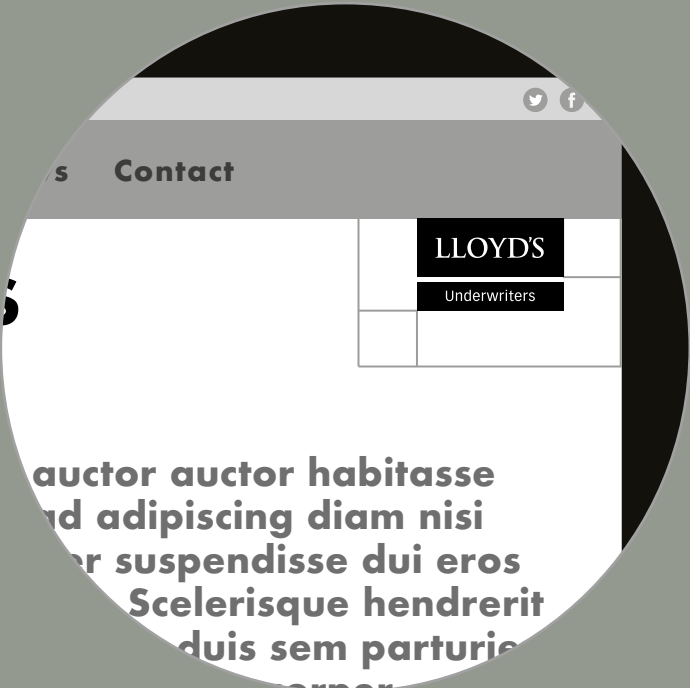 Contact
LLOYD'S
Underwriters
auctor auctor habitasse
adipiscing diam nisi
suspendisse dui eros
Scelerisque hendrerit
duis sem